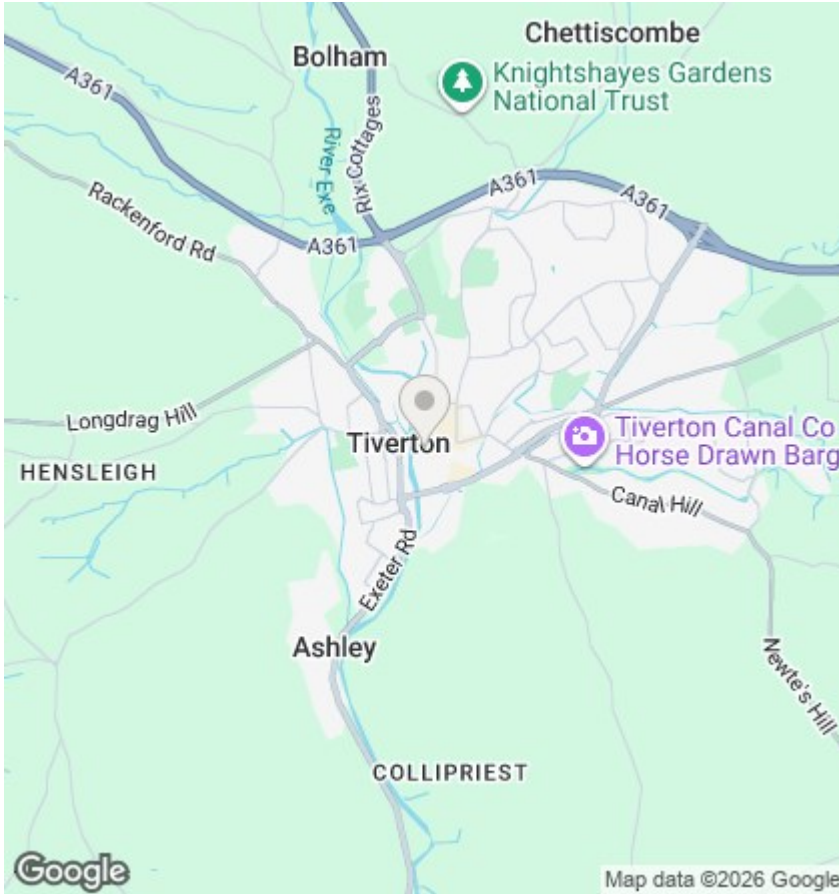 Chettiscombe
Bolham
Knightshayes Gardens
National Trust
A361
River Exe
Rix Cottages
A361
A361
Rackenford Rd
A361
Longdrag Hill
Tiverton
Tiverton Canal Co
Horse Drawn Barg
HENSLEIGH
Canal Hill
Exeter Rd
Ashley
Newte's Hill
COLLIPRIEST
Google
Map data ©2026 Google